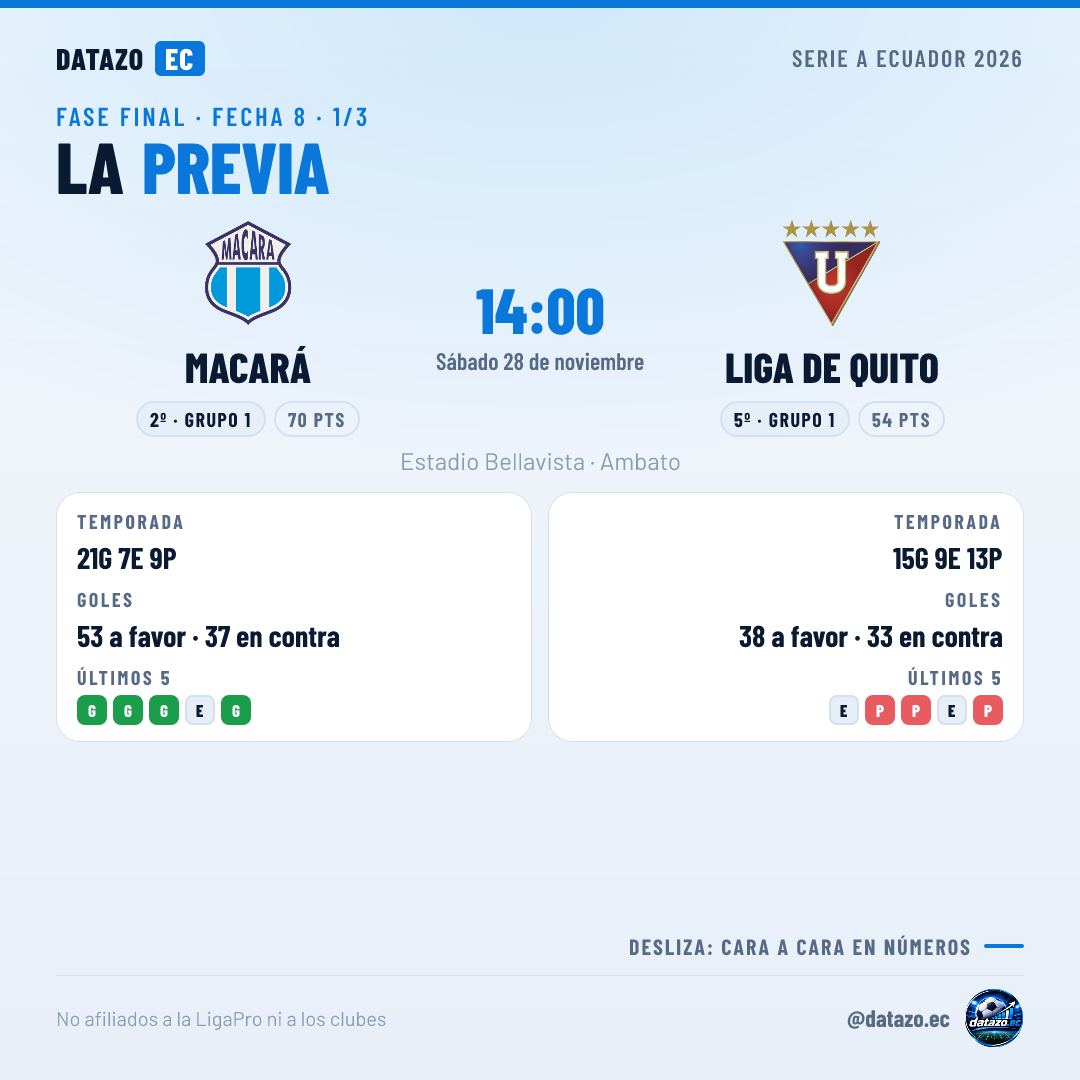 DATAZO EC
SERIE A ECUADOR 2026
FASE FINAL · FECHA 8 · 1/3
LA PREVIA
MACARA
U
14:00
Sábado 28 de noviembre
MACARÁ
LIGA DE QUITO
2º · GRUPO 1
70 PTS
5º · GRUPO 1
54 PTS
Estadio Bellavista · Ambato
TEMPORADA
21G 7E 9P
GOLES
53 a favor · 37 en contra
ÚLTIMOS 5
G G G E G
TEMPORADA
15G 9E 13P
GOLES
38 a favor · 33 en contra
ÚLTIMOS 5
E P P E P
DESLIZA: CARA A CARA EN NÚMEROS
No afiliados a la LigaPro ni a los clubes
@datazo.ec
datazo.ec